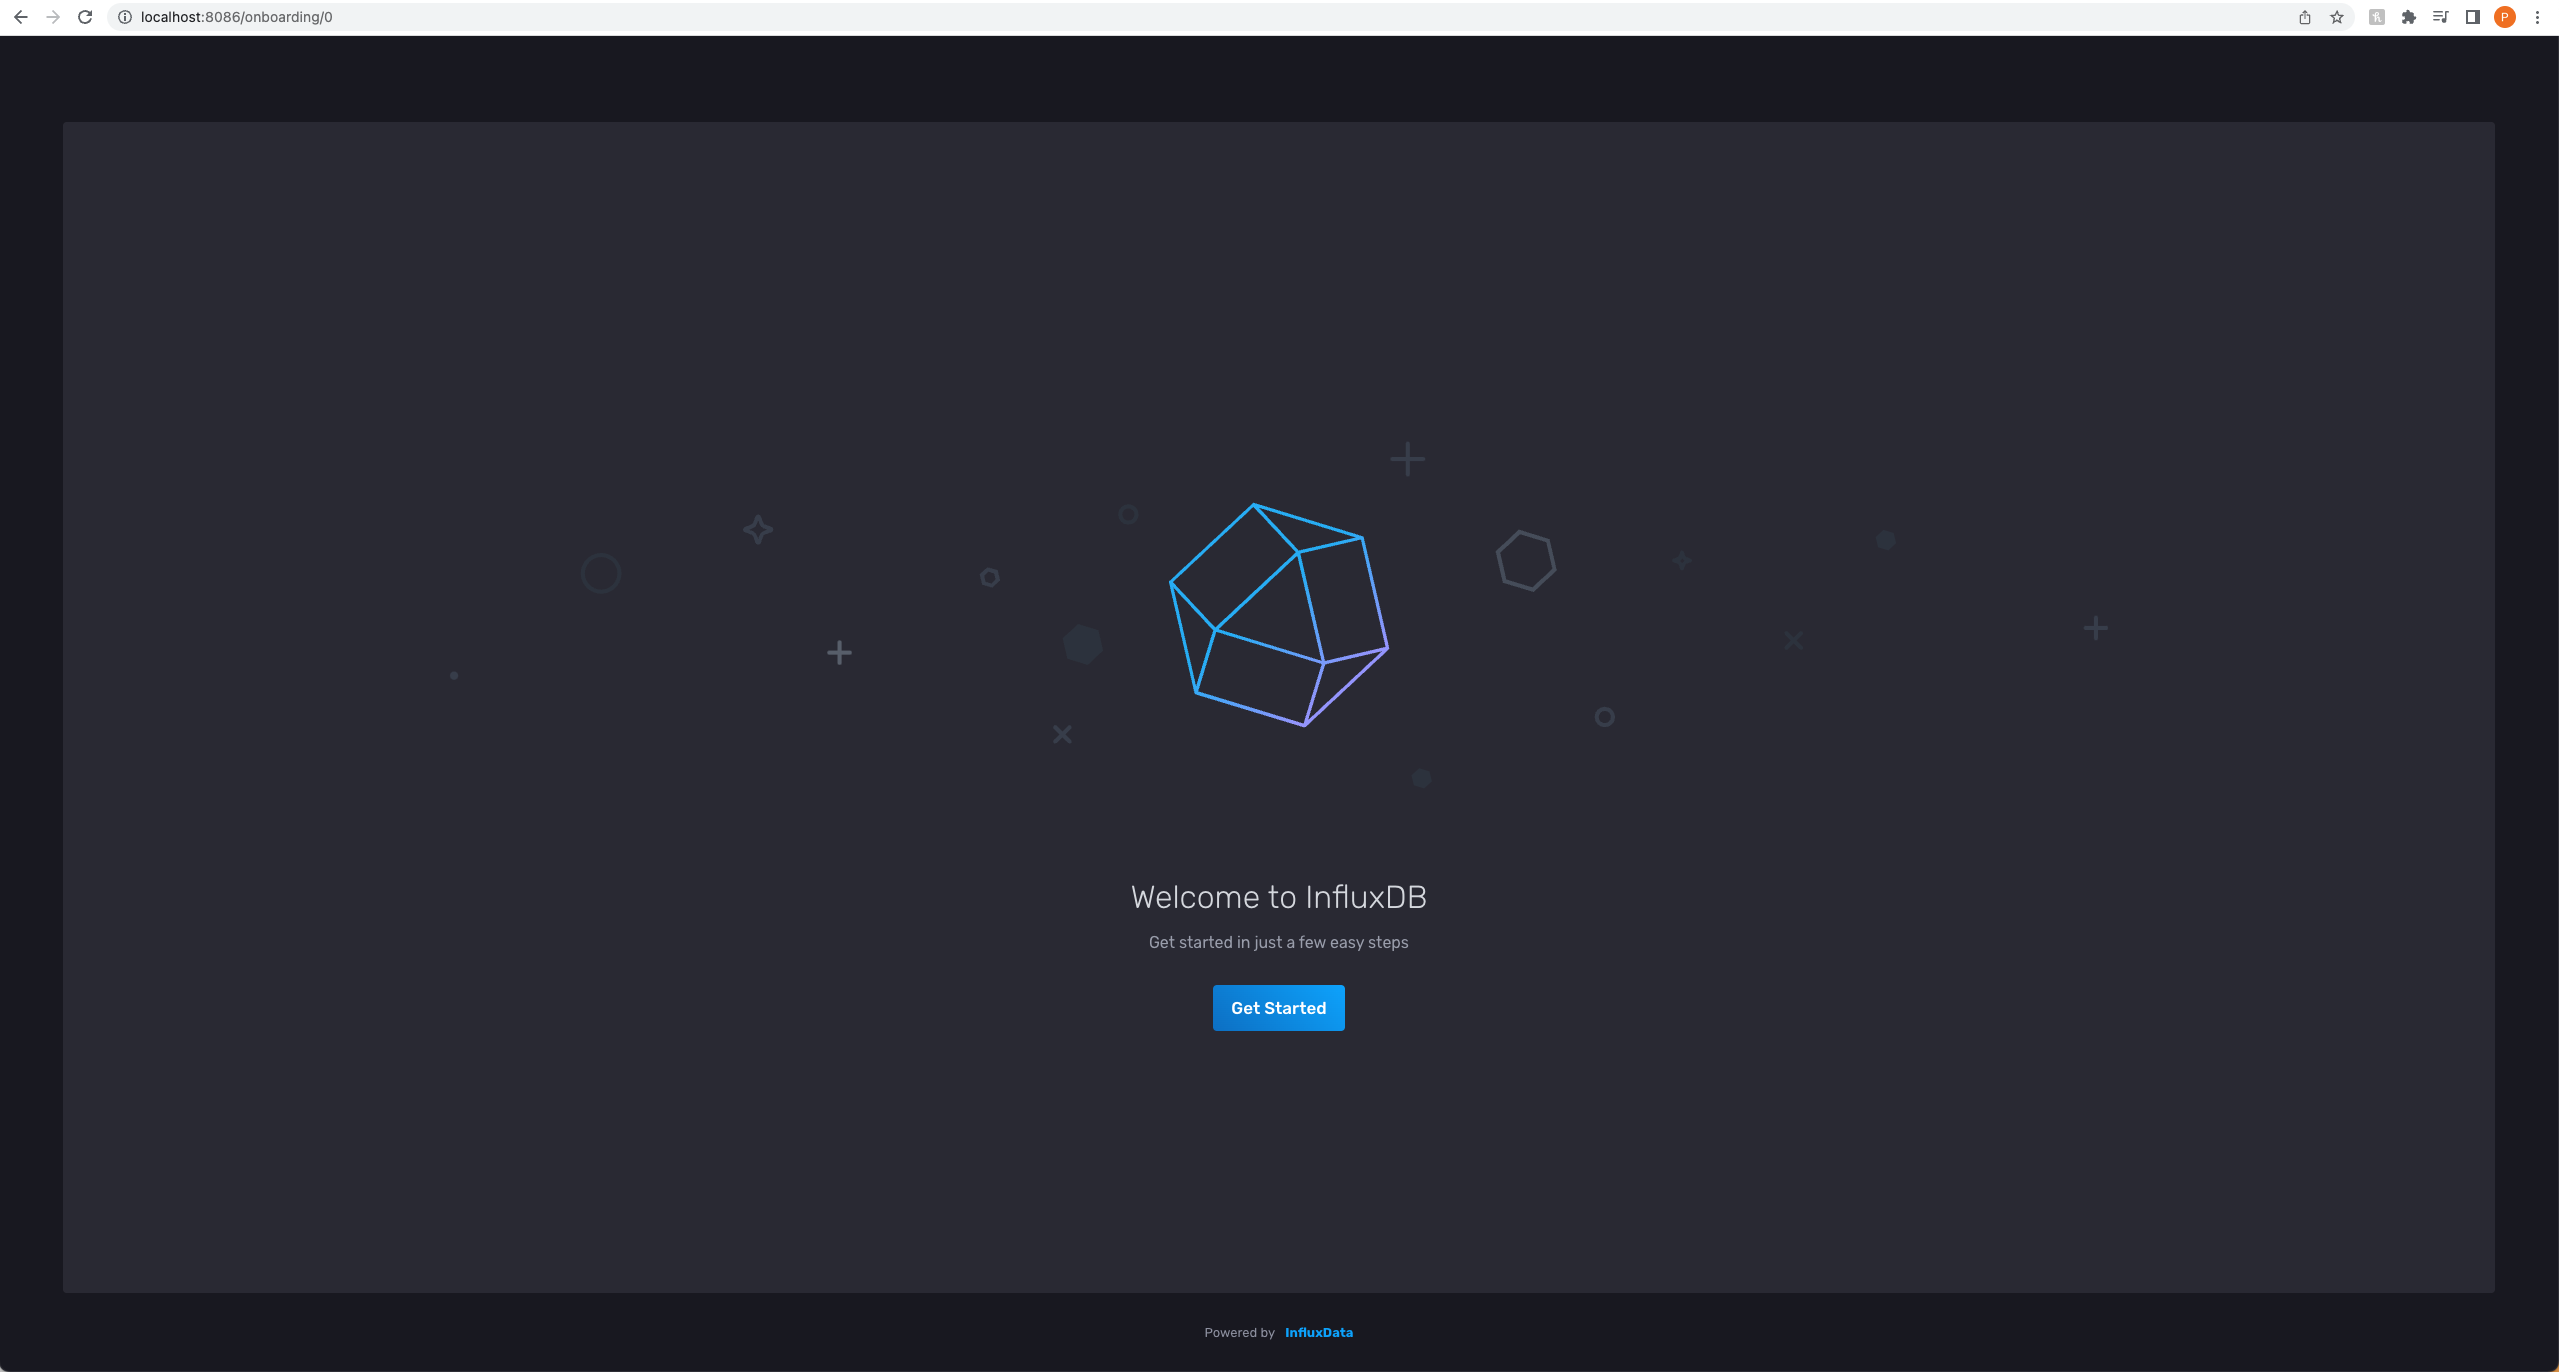 localhost:8086/onboarding/0
P
Welcome to InfluxDB
Get started in just a few easy steps
Get Started
Powered by InfluxData